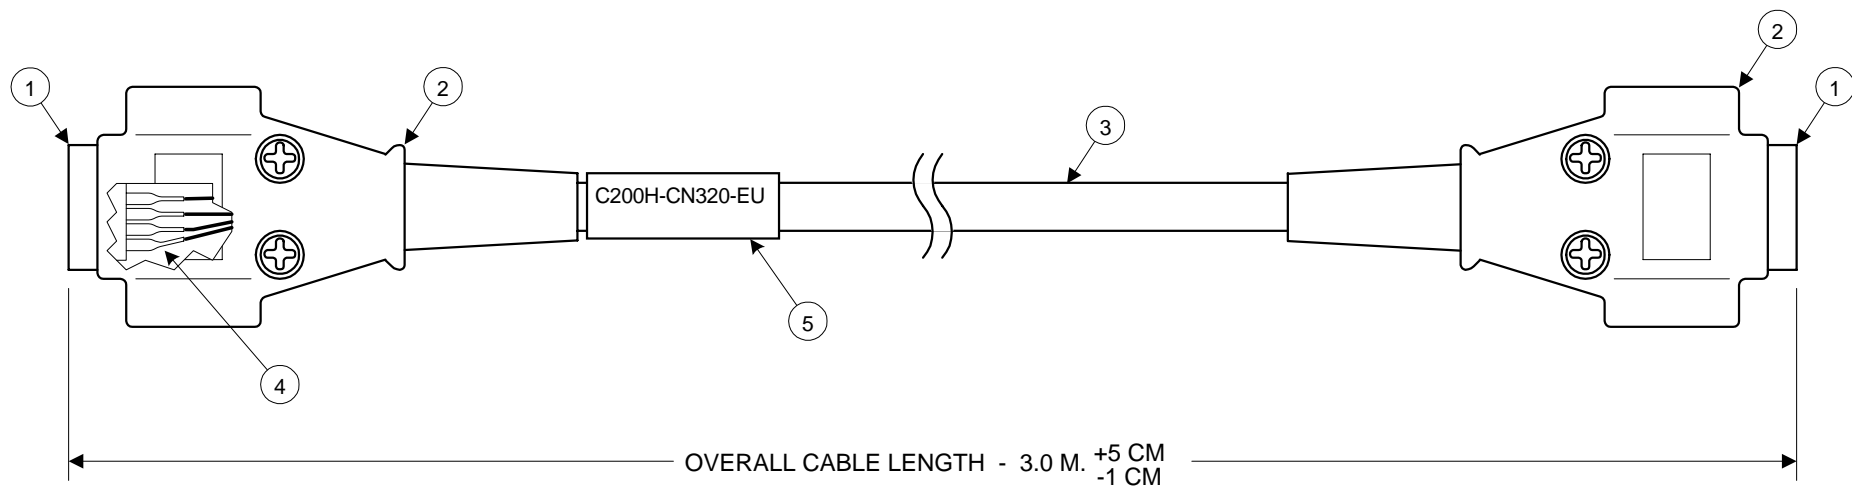 2
1
2
3
1
C200H-CN320-EU
5
4
OVERALL CABLE LENGTH - 3.0 M. +5 CM
-1 CM